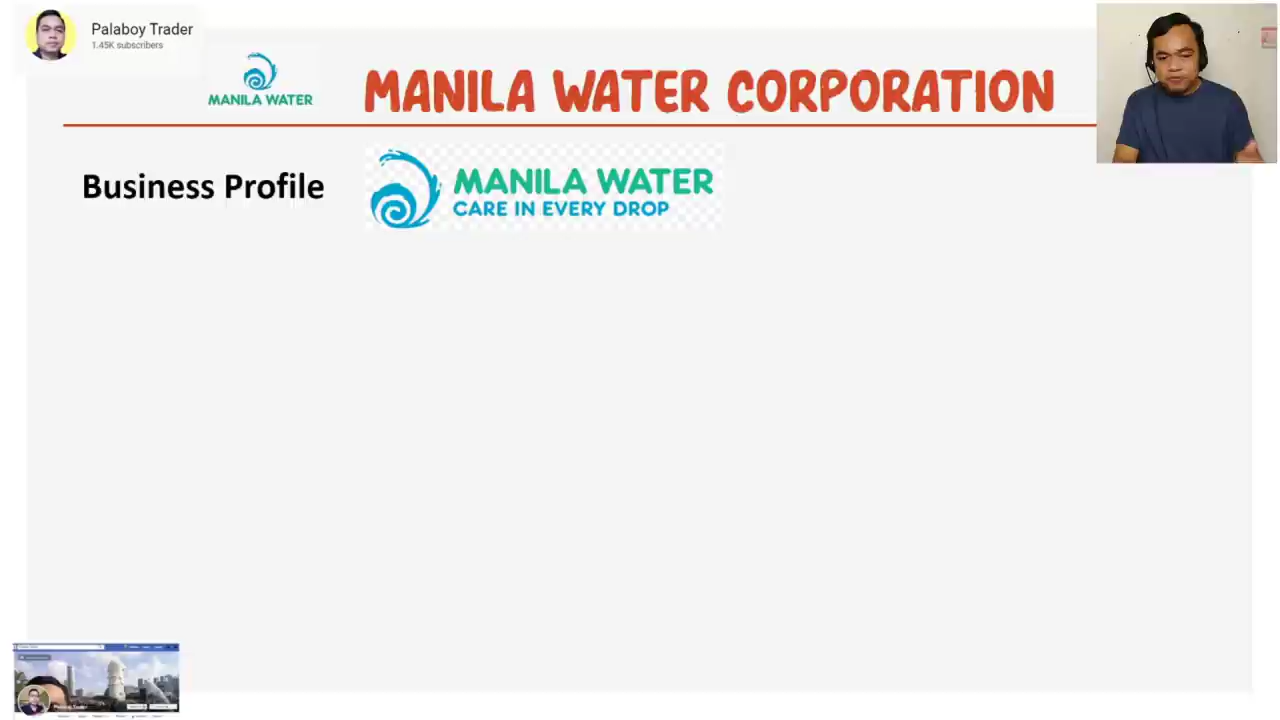 Palaboy Trader
1.45K subscribers
MANILA WATER
MANILA WATER CORPORATION
Business Profile
MANILA WATER
CARE IN EVERY DROP